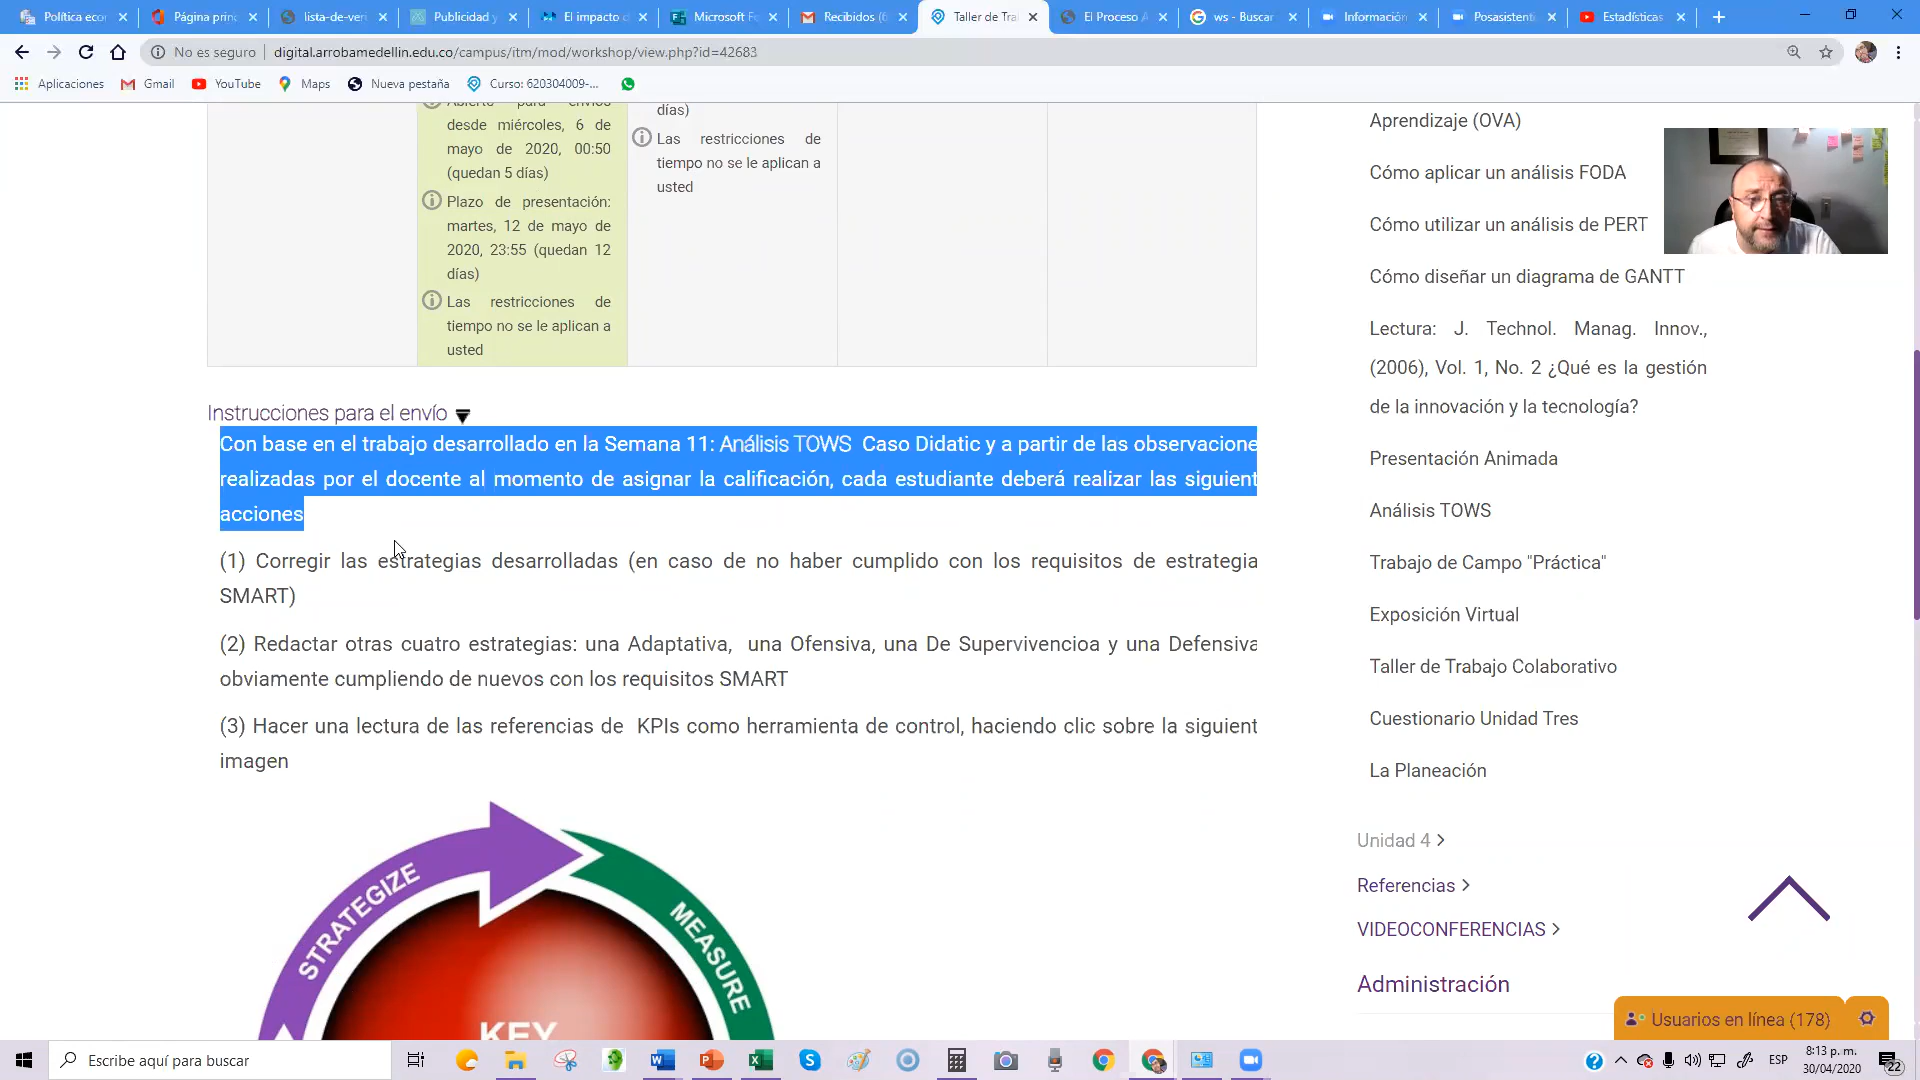 Política ecor
Página princ
lista-de-veri
Publicidad y
El impacto d
Microsoft Fo
Recibidos (6
Taller de Tra
El Proceso A
ws - Buscar
Información
Posasistenti
Estadísticas
No es seguro | digital.arrobamedellin.edu.co/campus/itm/mod/workshop/view.php?id=42683
Aplicaciones
Gmail
YouTube
Maps
Nueva pestaña
Curso: 620304009-...
Abierto para envíos
desde miércoles, 6 de
mayo de 2020, 00:50
(quedan 5 días)
Plazo de presentación:
martes, 12 de mayo de
2020, 23:55 (quedan 12
días)
Las restricciones de
tiempo no se le aplican a
usted
días)
Las restricciones de
tiempo no se le aplican a
usted
Instrucciones para el envío
Con base en el trabajo desarrollado en la Semana 11: Análisis TOWS Caso Didatic y a partir de las observacione
realizadas por el docente al momento de asignar la calificación, cada estudiante deberá realizar las siguient
acciones
(1) Corregir las estrategias desarrolladas (en caso de no haber cumplido con los requisitos de estrategia
SMART)
(2) Redactar otras cuatro estrategias: una Adaptativa, una Ofensiva, una De Supervivencioa y una Defensiva
obviamente cumpliendo de nuevos con los requisitos SMART
(3) Hacer una lectura de las referencias de KPIs como herramienta de control, haciendo clic sobre la siguient
imagen
STRATEGIZE
MEASURE
KEY
Aprendizaje (OVA)
Cómo aplicar un análisis FODA
Cómo utilizar un análisis de PERT
Cómo diseñar un diagrama de GANTT
Lectura: J. Technol. Manag. Innov.,
(2006), Vol. 1, No. 2 ¿Qué es la gestión
de la innovación y la tecnología?
Presentación Animada
Análisis TOWS
Trabajo de Campo "Práctica"
Exposición Virtual
Taller de Trabajo Colaborativo
Cuestionario Unidad Tres
La Planeación
Unidad 4
Referencias
VIDEOCONFERENCIAS
Administración
Usuarios en línea (178)
Escribe aquí para buscar
ESP
8:13 p. m.
30/04/2020
22